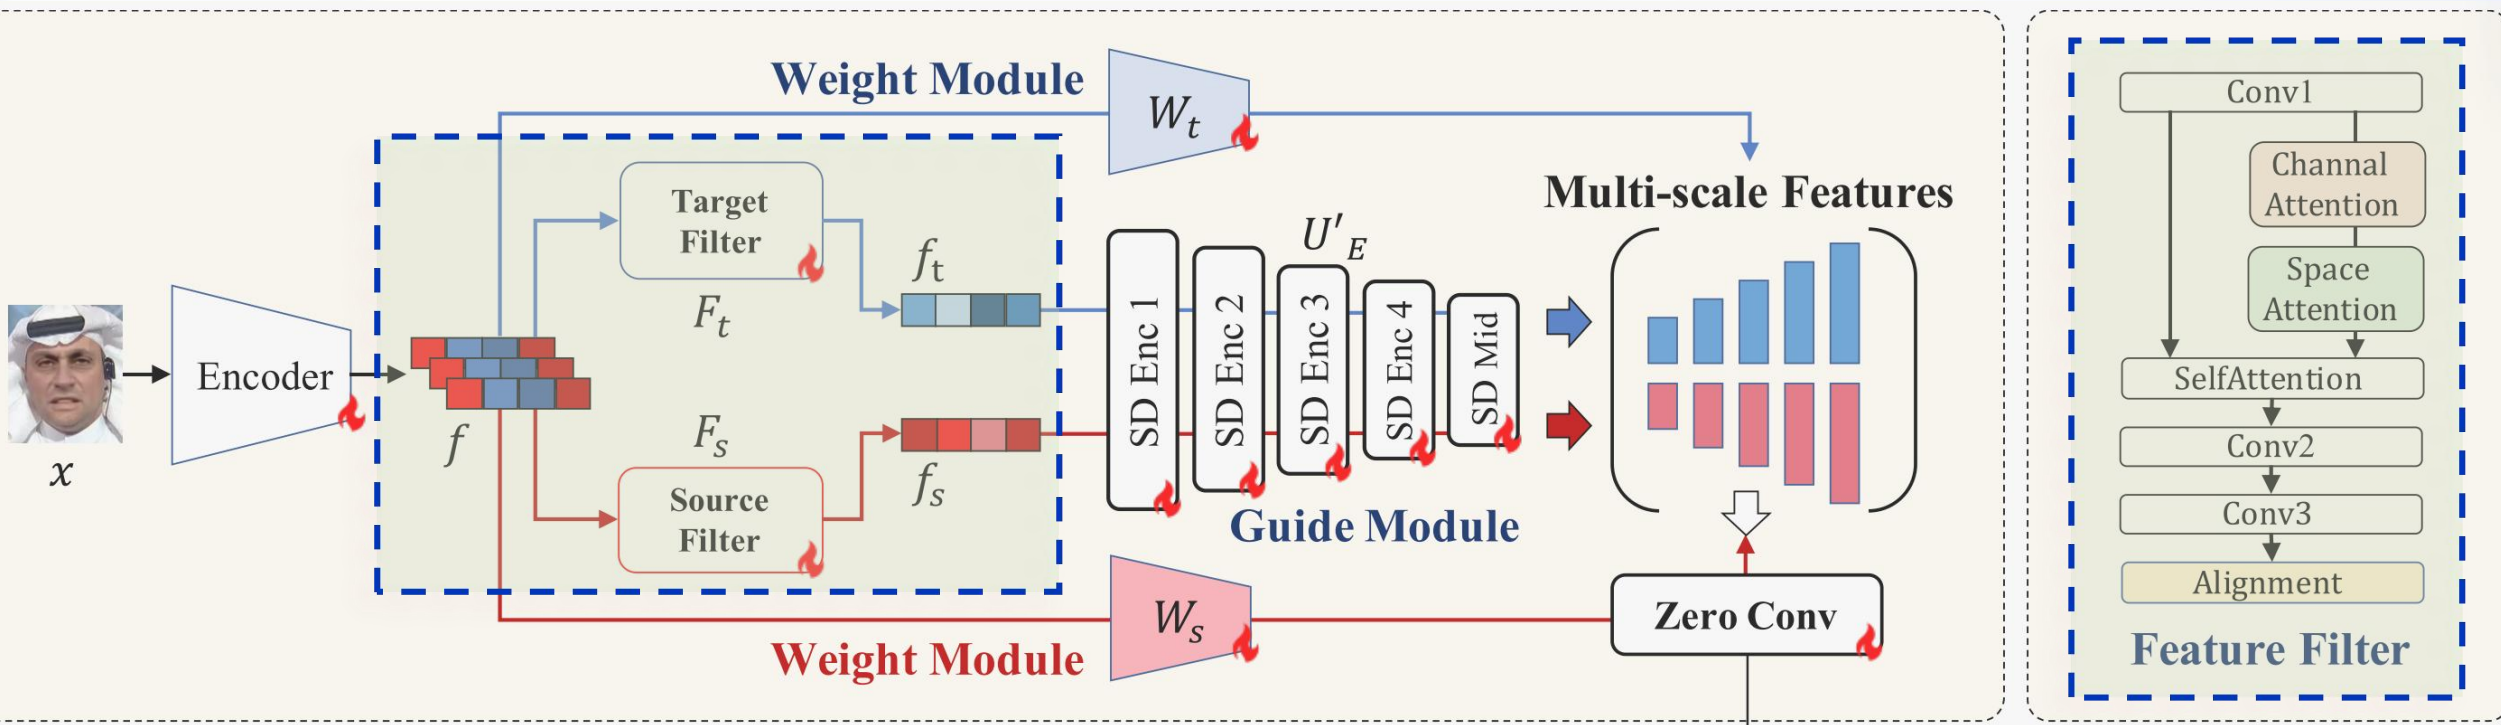 Weight Module
W_t
Multi-scale Features
Target
Filter
F_t
f_t
U'_E
SD Enc 1
SD Enc 2
SD Enc 3
SD Enc 4
SD Mid
Encoder
x
f
F_s
f_s
Source
Filter
Guide Module
W_s
Weight Module
Zero Conv
Conv1
Channal
Attention
Space
Attention
SelfAttention
Conv2
Conv3
Alignment
Feature Filter